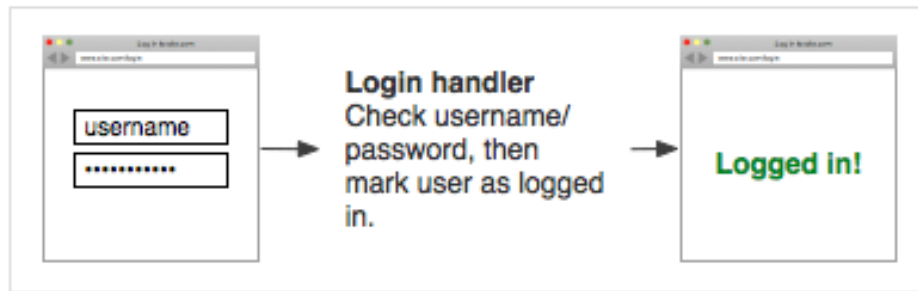 username
•••••••••••
Login handler
Check username/
password, then
mark user as logged
in.
Logged in!